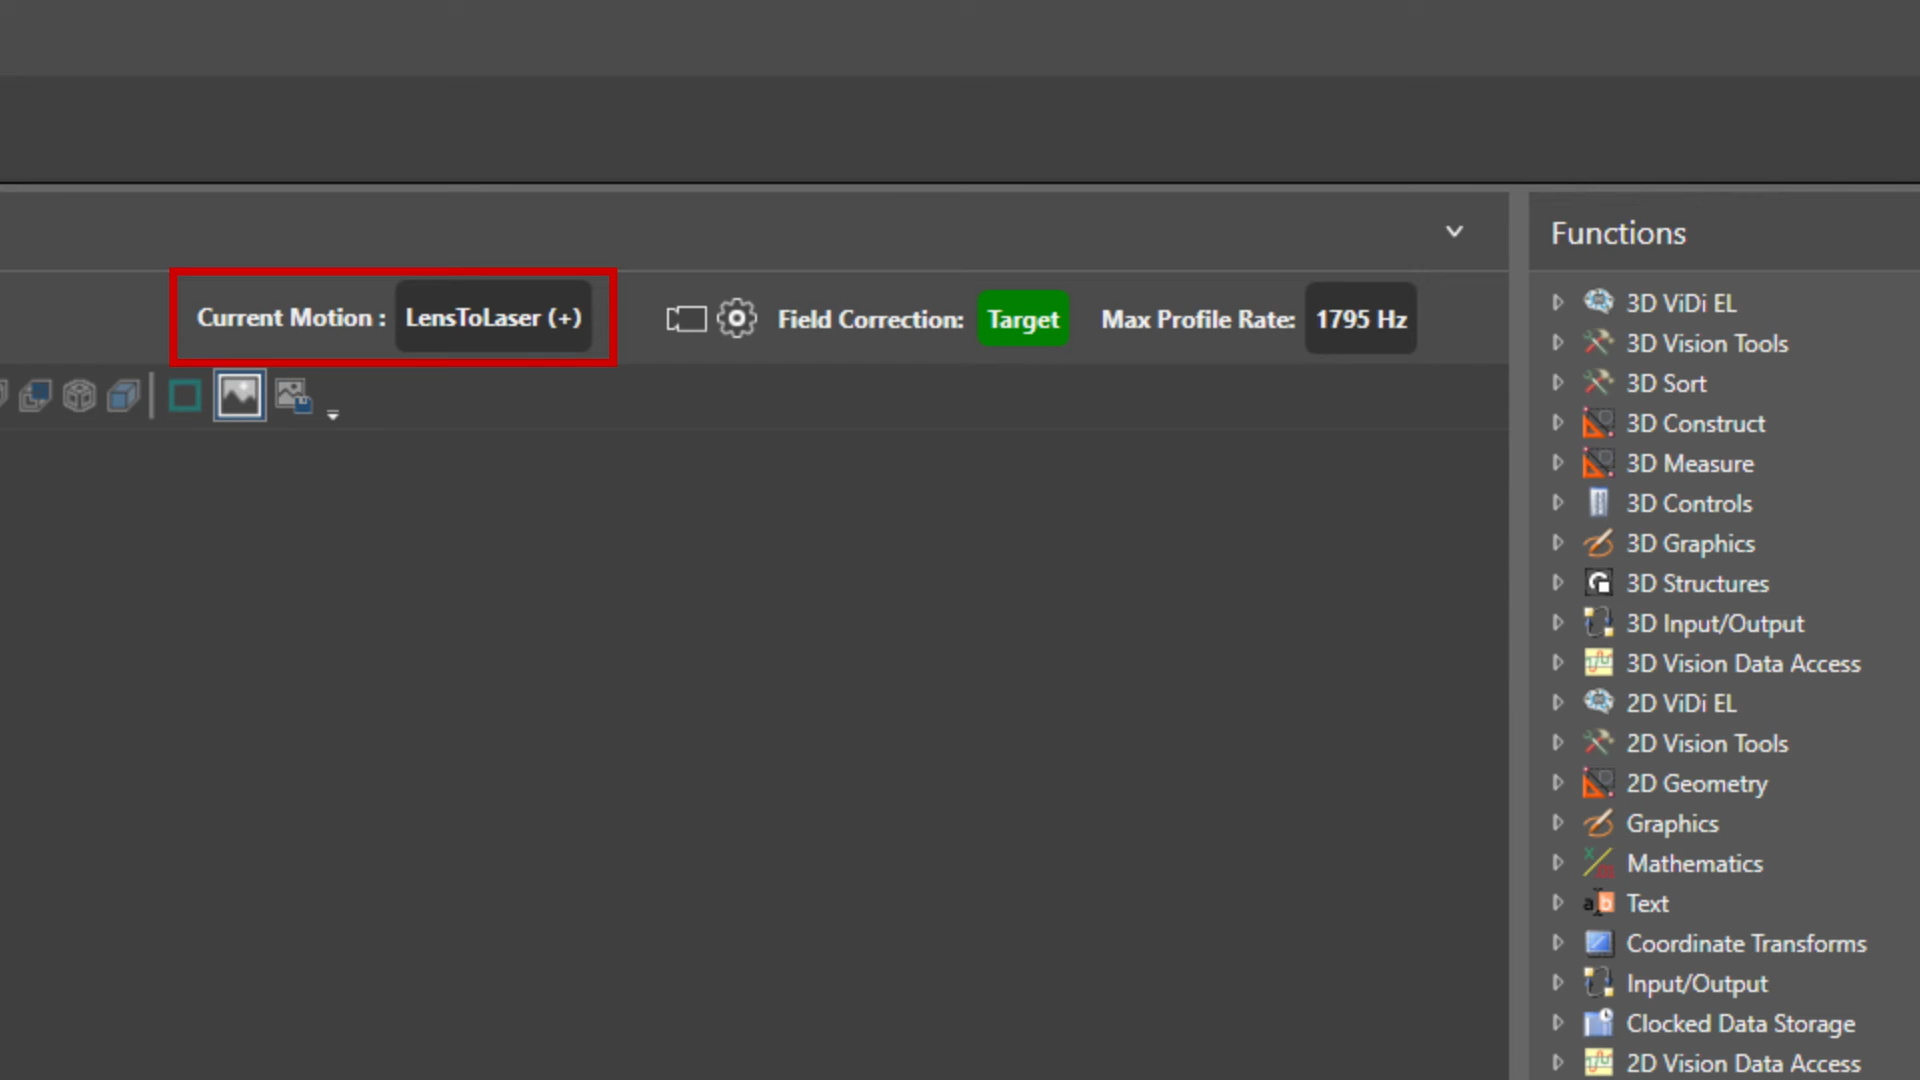 Functions
Current Motion : LensToLaser (+) Field Correction: Target Max Profile Rate: 1795 Hz
3D ViDi EL
3D Vision Tools
3D Sort
3D Construct
3D Measure
3D Controls
3D Graphics
3D Structures
3D Input/Output
3D Vision Data Access
2D ViDi EL
2D Vision Tools
2D Geometry
Graphics
Mathematics
Text
Coordinate Transforms
Input/Output
Clocked Data Storage
2D Vision Data Access